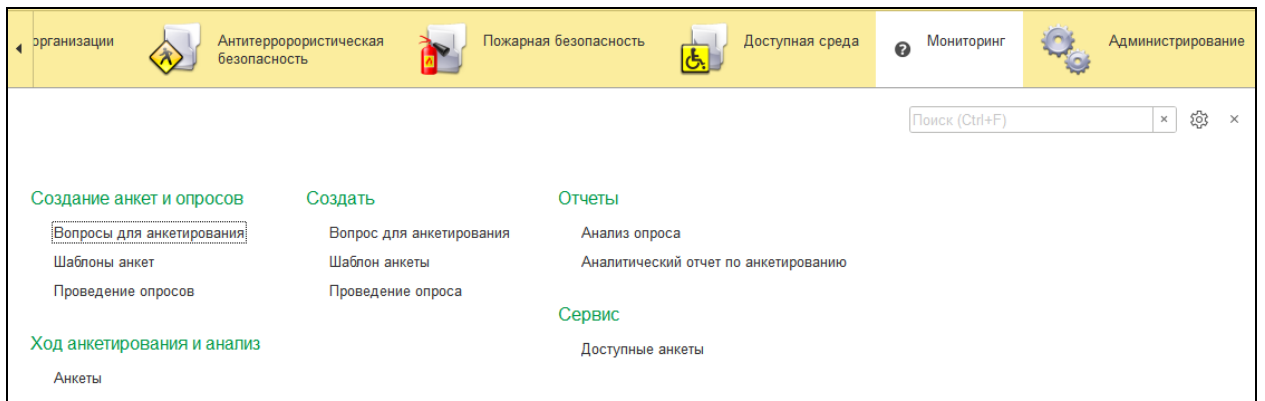 организации
Антитерророристическая
безопасность
Пожарная безопасность
Доступная среда
Мониторинг
Администрирование
Поиск (Ctrl+F)
Создание анкет и опросов
Вопросы для анкетирования
Шаблоны анкет
Проведение опросов
Ход анкетирования и анализ
Анкеты
Создать
Вопрос для анкетирования
Шаблон анкеты
Проведение опроса
Отчеты
Анализ опроса
Аналитический отчет по анкетированию
Сервис
Доступные анкеты